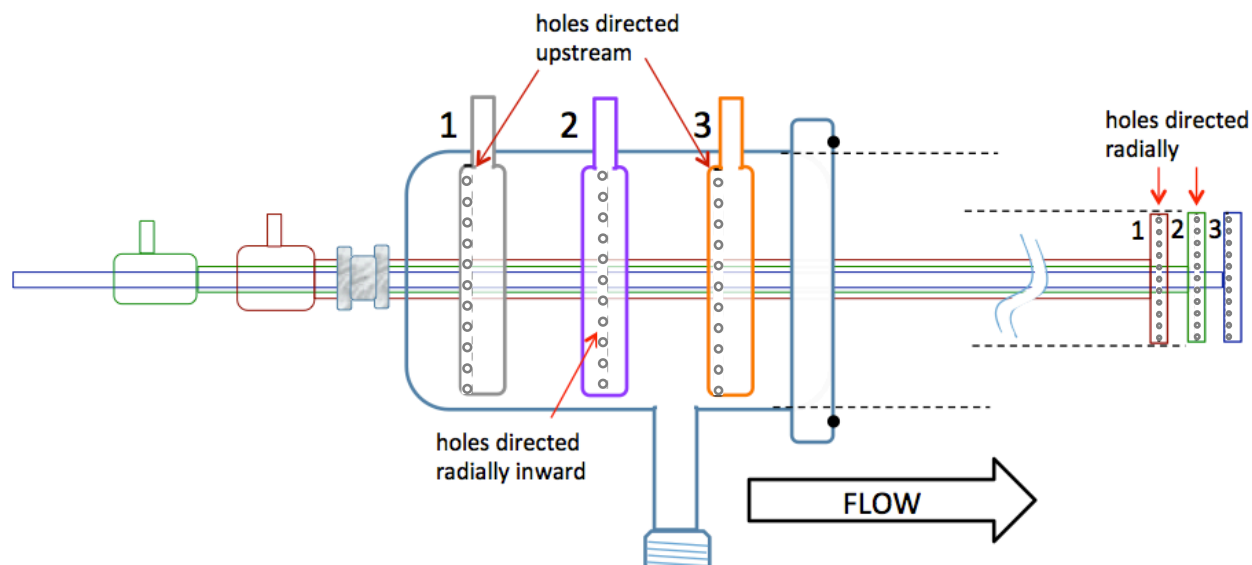 holes directed
upstream
1
2
3
holes directed
radially
1
2
3
holes directed
radially inward
FLOW